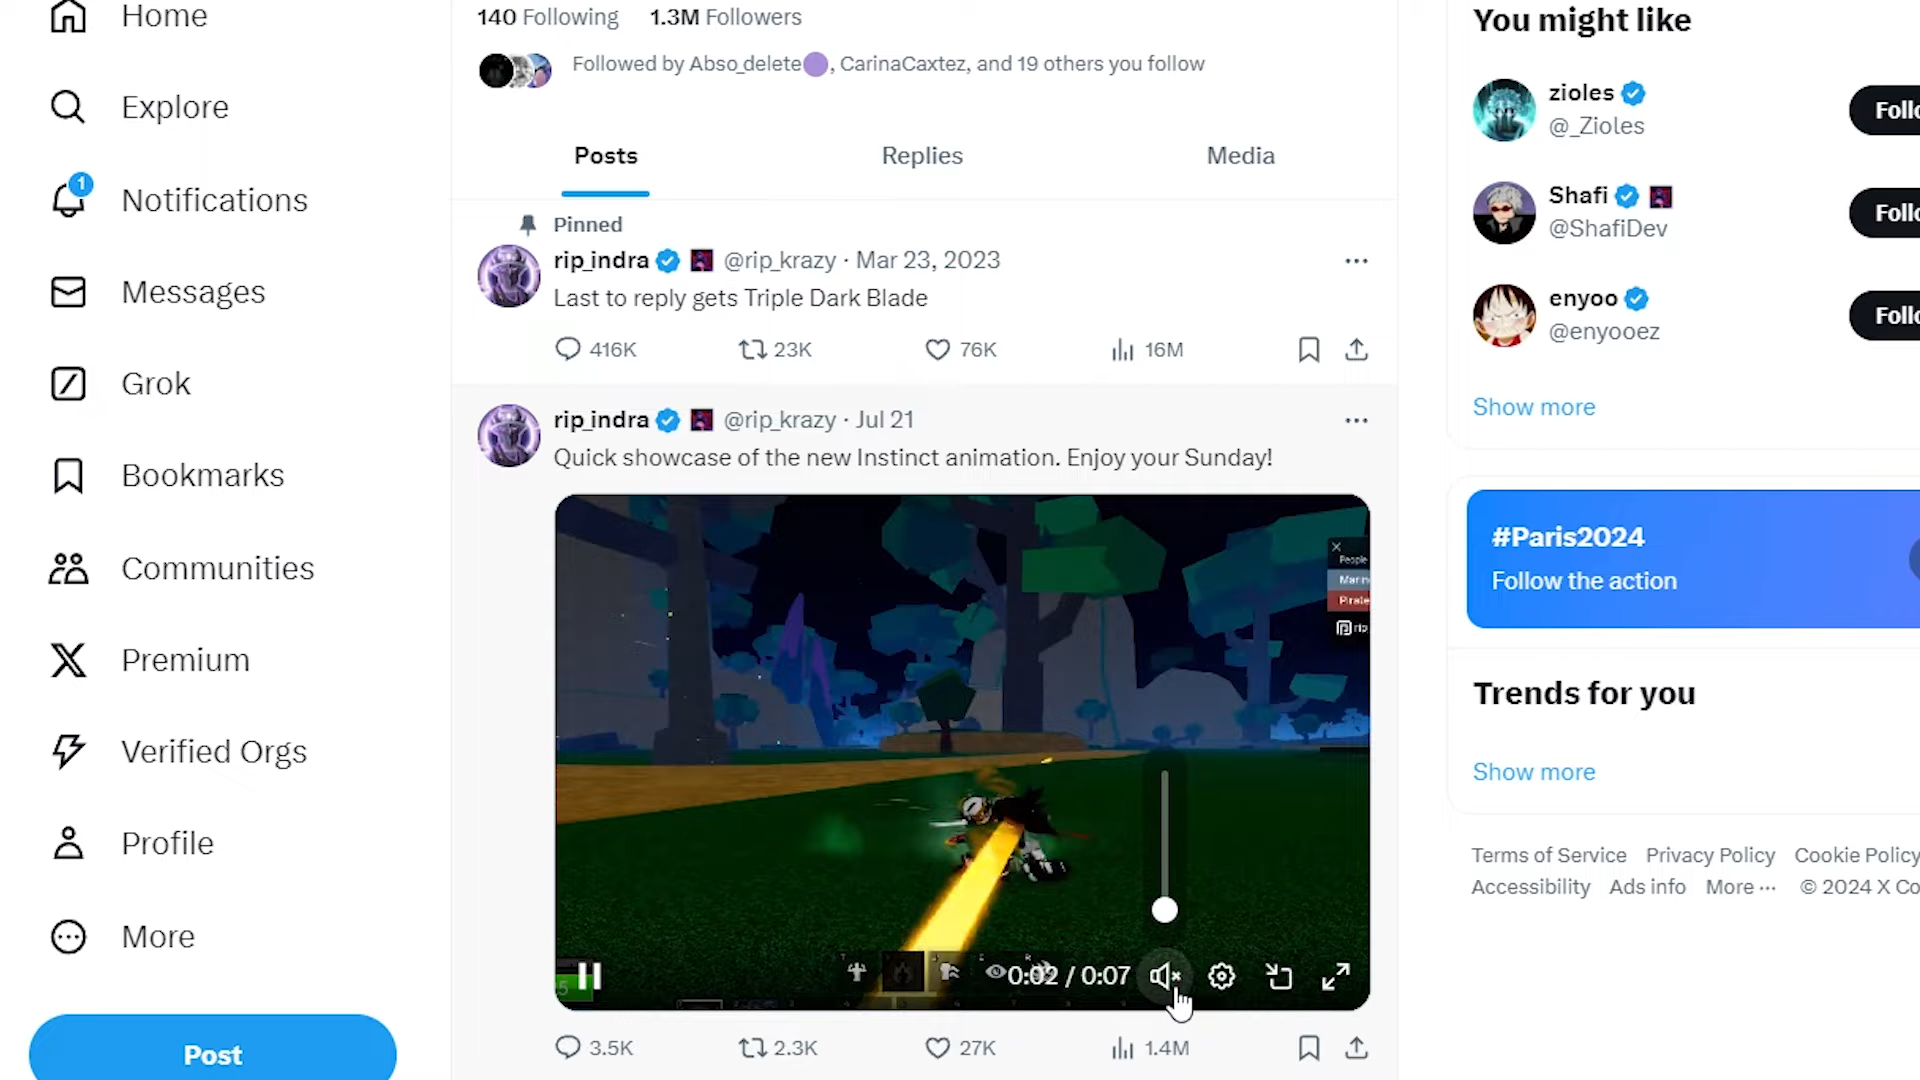 Home
Explore
1
Notifications
Messages
Grok
Bookmarks
Communities
Premium
Verified Orgs
Profile
More
Post
140 Following 1.3M Followers
Followed by Abso_delete, CarinaCaxtez, and 19 others you follow
Posts Replies Media
Pinned
rip_indra @rip_krazy · Mar 23, 2023
Last to reply gets Triple Dark Blade
416K 23K 76K 16M
rip_indra @rip_krazy · Jul 21
Quick showcase of the new Instinct animation. Enjoy your Sunday!
People
Marin
Pirate
rip
0:02 / 0:07
3.5K 2.3K 27K 1.4M
You might like
zioles
@_Zioles
Follo
Shafi
@ShafiDev
Follo
enyoo
@enyooez
Follo
Show more
#Paris2024
Follow the action
Trends for you
Show more
Terms of Service Privacy Policy Cookie Policy
Accessibility Ads info More ··· © 2024 X Co